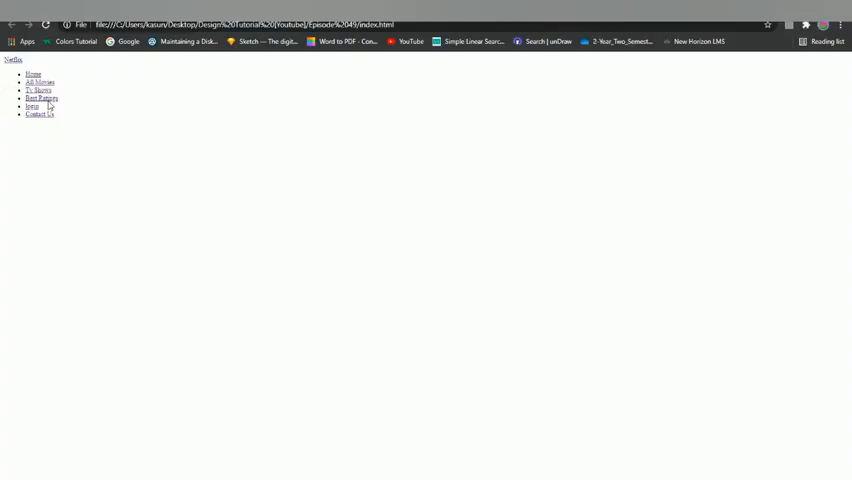 File file:///C:/Users/kasun/Desktop/Design%20Tutorial%20[Youtube]/Episode%2049/index.html
Apps Colors Tutorial Google Maintaining a Disk... Sketch — The digit... Word to PDF - Con... YouTube Simple Linear Searc... Search | unDraw 2-Year_Two_Semest... New Horizon LMS Reading list
Netflix
Home
All Movies
Tv Shows
Best Ratings
login
Contact Us